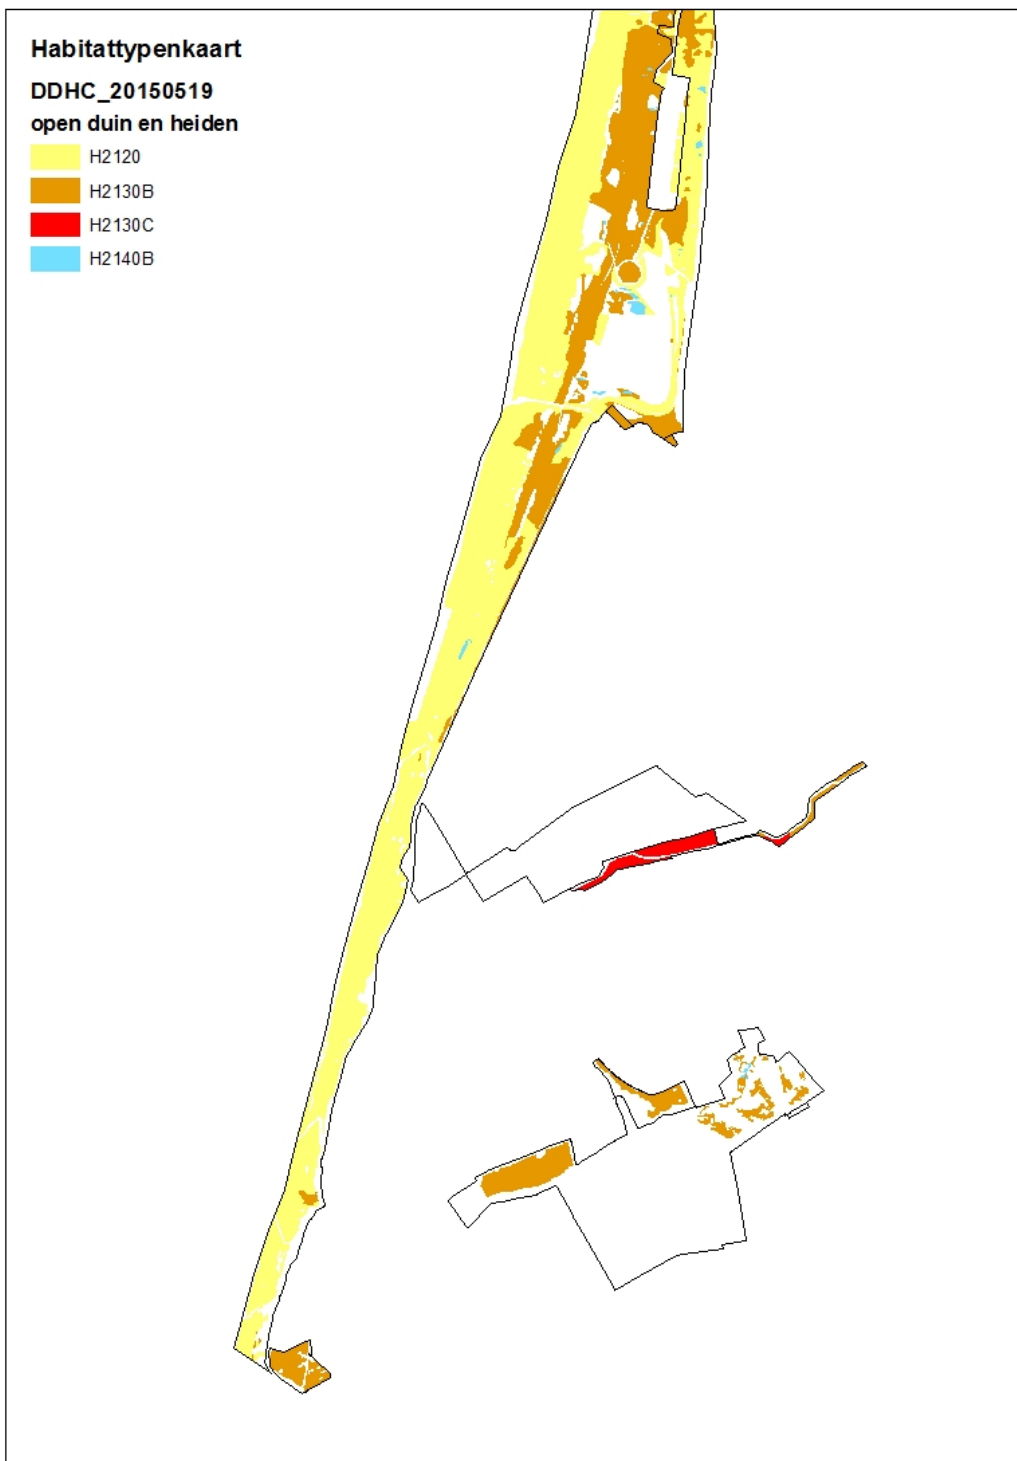 Habitattypenkaart
DDHC_20150519
open duin en heiden
H2120
H2130B
H2130C
H2140B